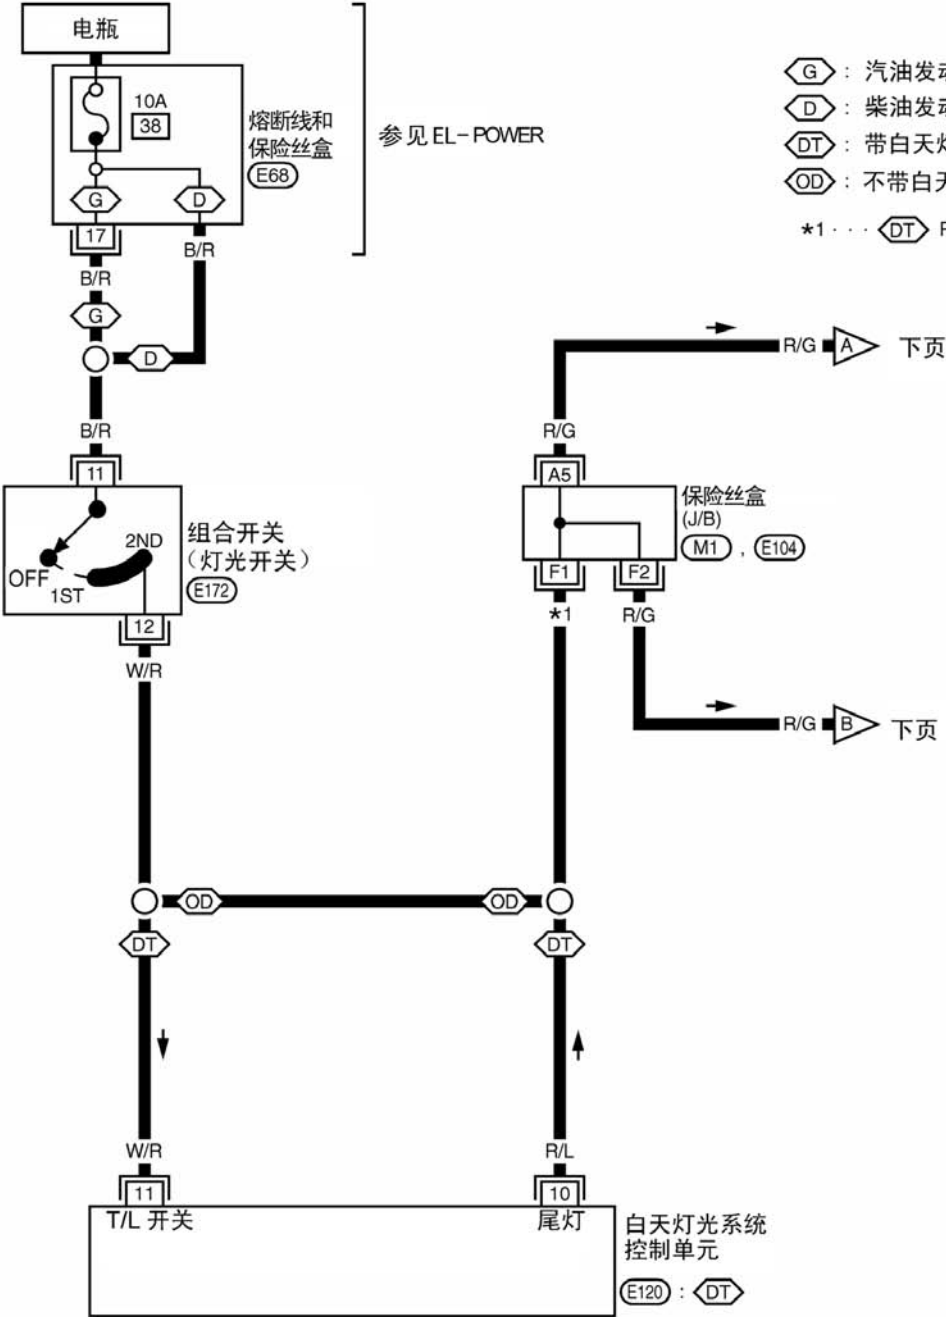 电瓶
10A
38
熔断线和
保险丝盒
E68
参见 EL-POWER
G : 汽油发
D : 柴油发
DT : 带白天
OD : 不带白
*1 ··· DT
G
D
17
B/R
B/R
G
D
B/R
11
OFF
1ST
2ND
组合开关
(灯光开关)
E172
12
W/R
R/G
A
下页
R/G
A5
保险丝盒
(J/B)
M1 , E104
F1
F2
*1
R/G
R/G
B
下页
OD
OD
DT
DT
W/R
R/L
11
10
T/L 开关
尾灯
白天灯光系统
控制单元
E120 : DT